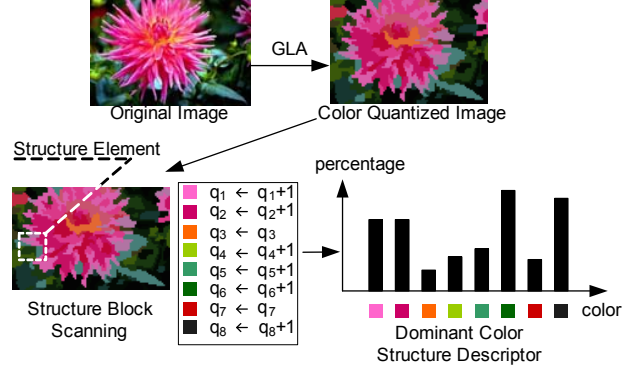 GLA
Original Image
Color Quantized Image
Structure Element
q1 ← q1+1
q2 ← q2+1
q3 ← q3
q4 ← q4+1
q5 ← q5+1
q6 ← q6+1
q7 ← q7
q8 ← q8+1
Structure Block
Scanning
percentage
color
Dominant Color
Structure Descriptor